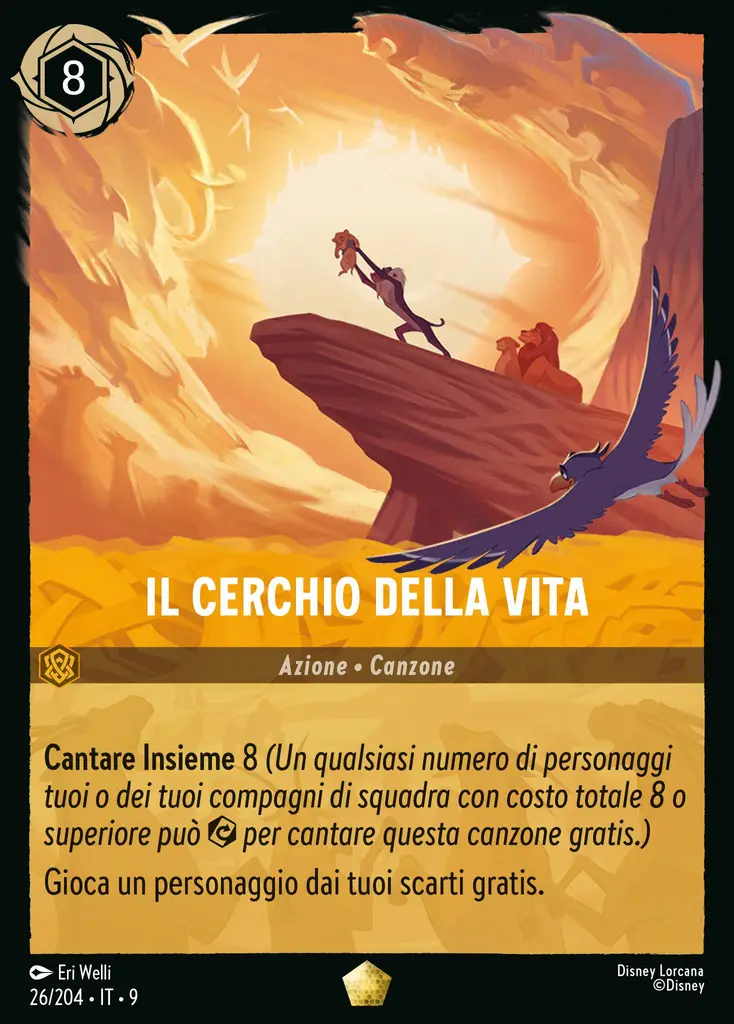 8
IL CERCHIO DELLA VITA
Azione • Canzone
Cantare Insieme 8 (Un qualsiasi numero di personaggi
tuoi o dei tuoi compagni di squadra con costo totale 8 o
superiore può per cantare questa canzone gratis.)
Gioca un personaggio dai tuoi scarti gratis.
Eri Welli
26/204 • IT • 9
Disney Lorcana
©Disney